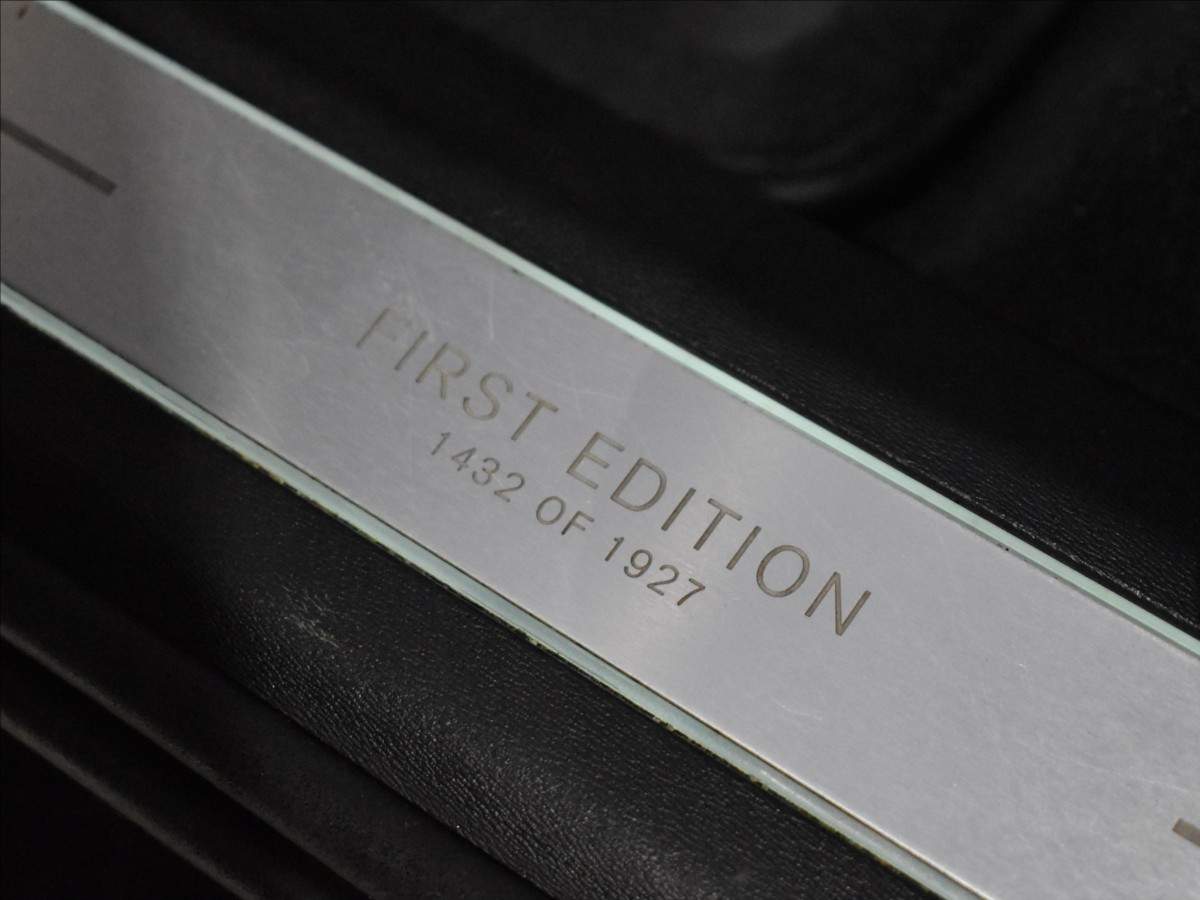 FIRST EDITION
1432 OF 1927